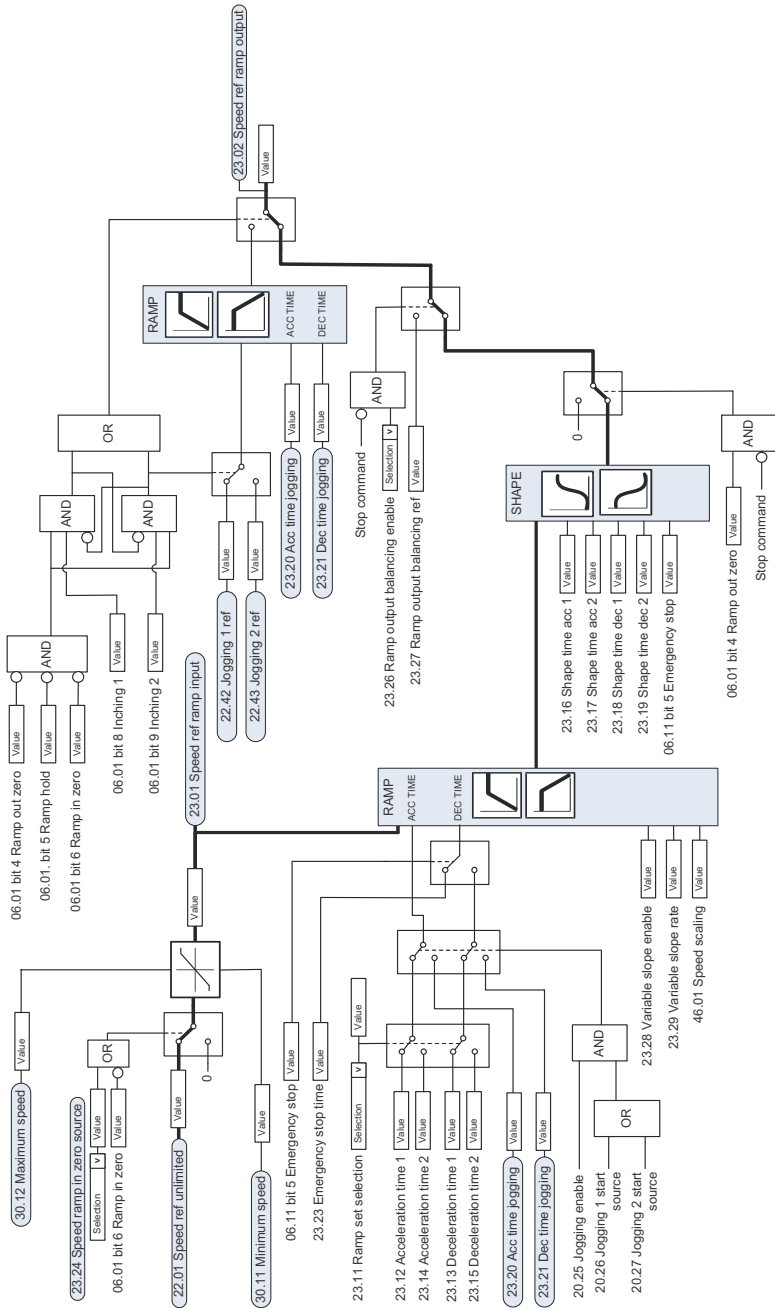 30.12 Maximum speed
Value
23.24 Speed ramp in zero source
Selection
v
Value
06.01 bit 6 Ramp in zero
Value
OR
22.01 Speed ref unlimited
Value
0
30.11 Minimum speed
Value
Value
23.01 Speed ref ramp input
06.11 bit 5 Emergency stop
Value
23.23 Emergency stop time
Value
23.11 Ramp set selection
Selection
v
Value
23.12 Acceleration time 1
Value
23.14 Acceleration time 2
Value
23.13 Deceleration time 1
Value
23.15 Deceleration time 2
Value
23.20 Acc time jogging
Value
23.21 Dec time jogging
Value
20.25 Jogging enable
20.26 Jogging 1 start
source
20.27 Jogging 2 start
source
OR
AND
RAMP
ACC TIME
DEC TIME
23.28 Variable slope enable
Value
23.29 Variable slope rate
Value
46.01 Speed scaling
Value
06.01 bit 4 Ramp out zero
Value
06.01. bit 5 Ramp hold
Value
06.01 bit 6 Ramp in zero
Value
AND
06.01 bit 8 Inching 1
Value
06.01 bit 9 Inching 2
Value
AND
AND
OR
22.42 Jogging 1 ref
Value
22.43 Jogging 2 ref
Value
23.20 Acc time jogging
Value
23.21 Dec time jogging
Value
RAMP
ACC TIME
DEC TIME
23.02 Speed ref ramp output
Value
Stop command
23.26 Ramp output balancing enable
Selection
v
AND
23.27 Ramp output balancing ref
Value
SHAPE
23.16 Shape time acc 1
Value
23.17 Shape time acc 2
Value
23.18 Shape time dec 1
Value
23.19 Shape time dec 2
Value
06.11 bit 5 Emergency stop
Value
0
06.01 bit 4 Ramp out zero
Value
Stop command
AND